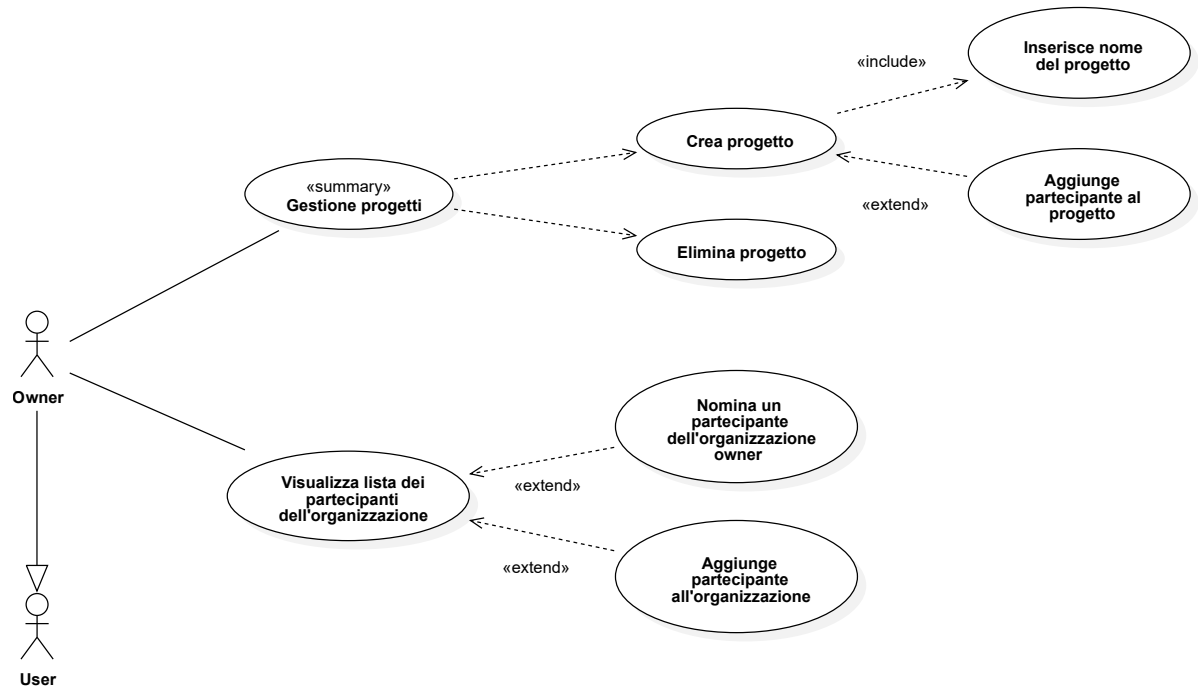 Inserisce nome
del progetto
«include»
Crea progetto
«summary»
Gestione progetti
Aggiunge
partecipante al
progetto
«extend»
Elimina progetto
Owner
Nomina un
partecipante
dell'organizzazione
owner
Visualizza lista dei
partecipanti
dell'organizzazione
«extend»
«extend»
Aggiunge
partecipante
all'organizzazione
User